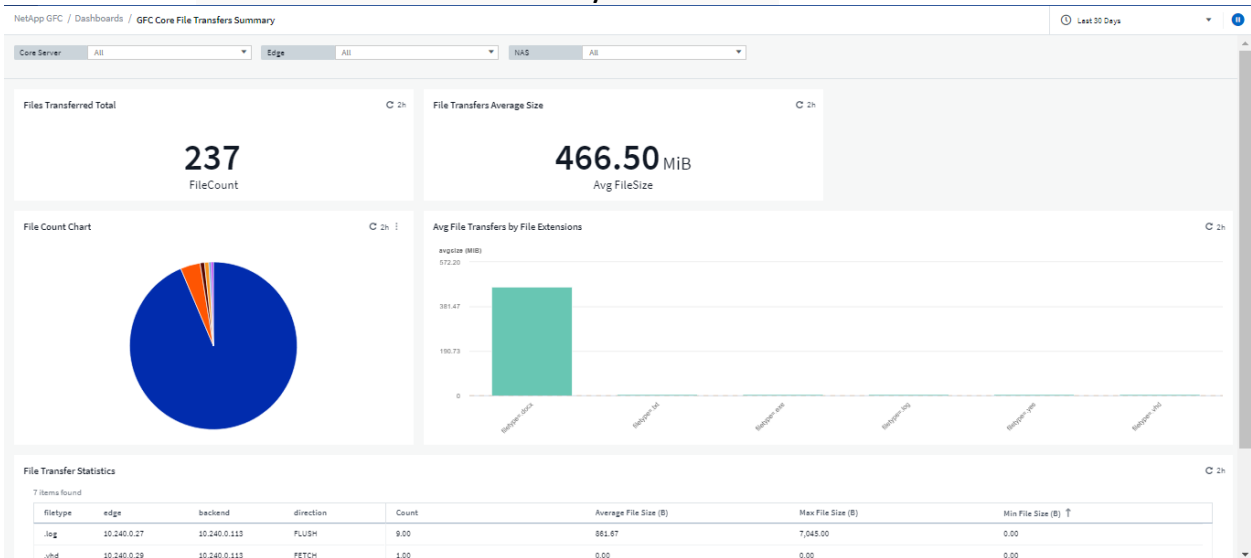 NetApp GFC / Dashboards / GFC Core File Transfers Summary
Last 30 Days
Core Server All
Edge All
NAS All
Files Transferred Total
2h
237
FileCount
File Transfers Average Size
2h
466.50 MiB
Avg FileSize
File Count Chart
2h
Avg File Transfers by File Extensions
2h
avgsize (MiB)
572.20
381.47
190.73
0
filetype=.docx
filetype=.txt
filetype=.exe
filetype=.log
filetype=.yes
filetype=.vhd
File Transfer Statistics
2h
7 items found
filetype edge backend direction Count Average File Size (B) Max File Size (B) Min File Size (B) ↑
.log 10.240.0.27 10.240.0.113 FLUSH 9.00 861.67 7,045.00 0.00
.vhd 10.240.0.29 10.240.0.113 FETCH 1.00 0.00 0.00 0.00